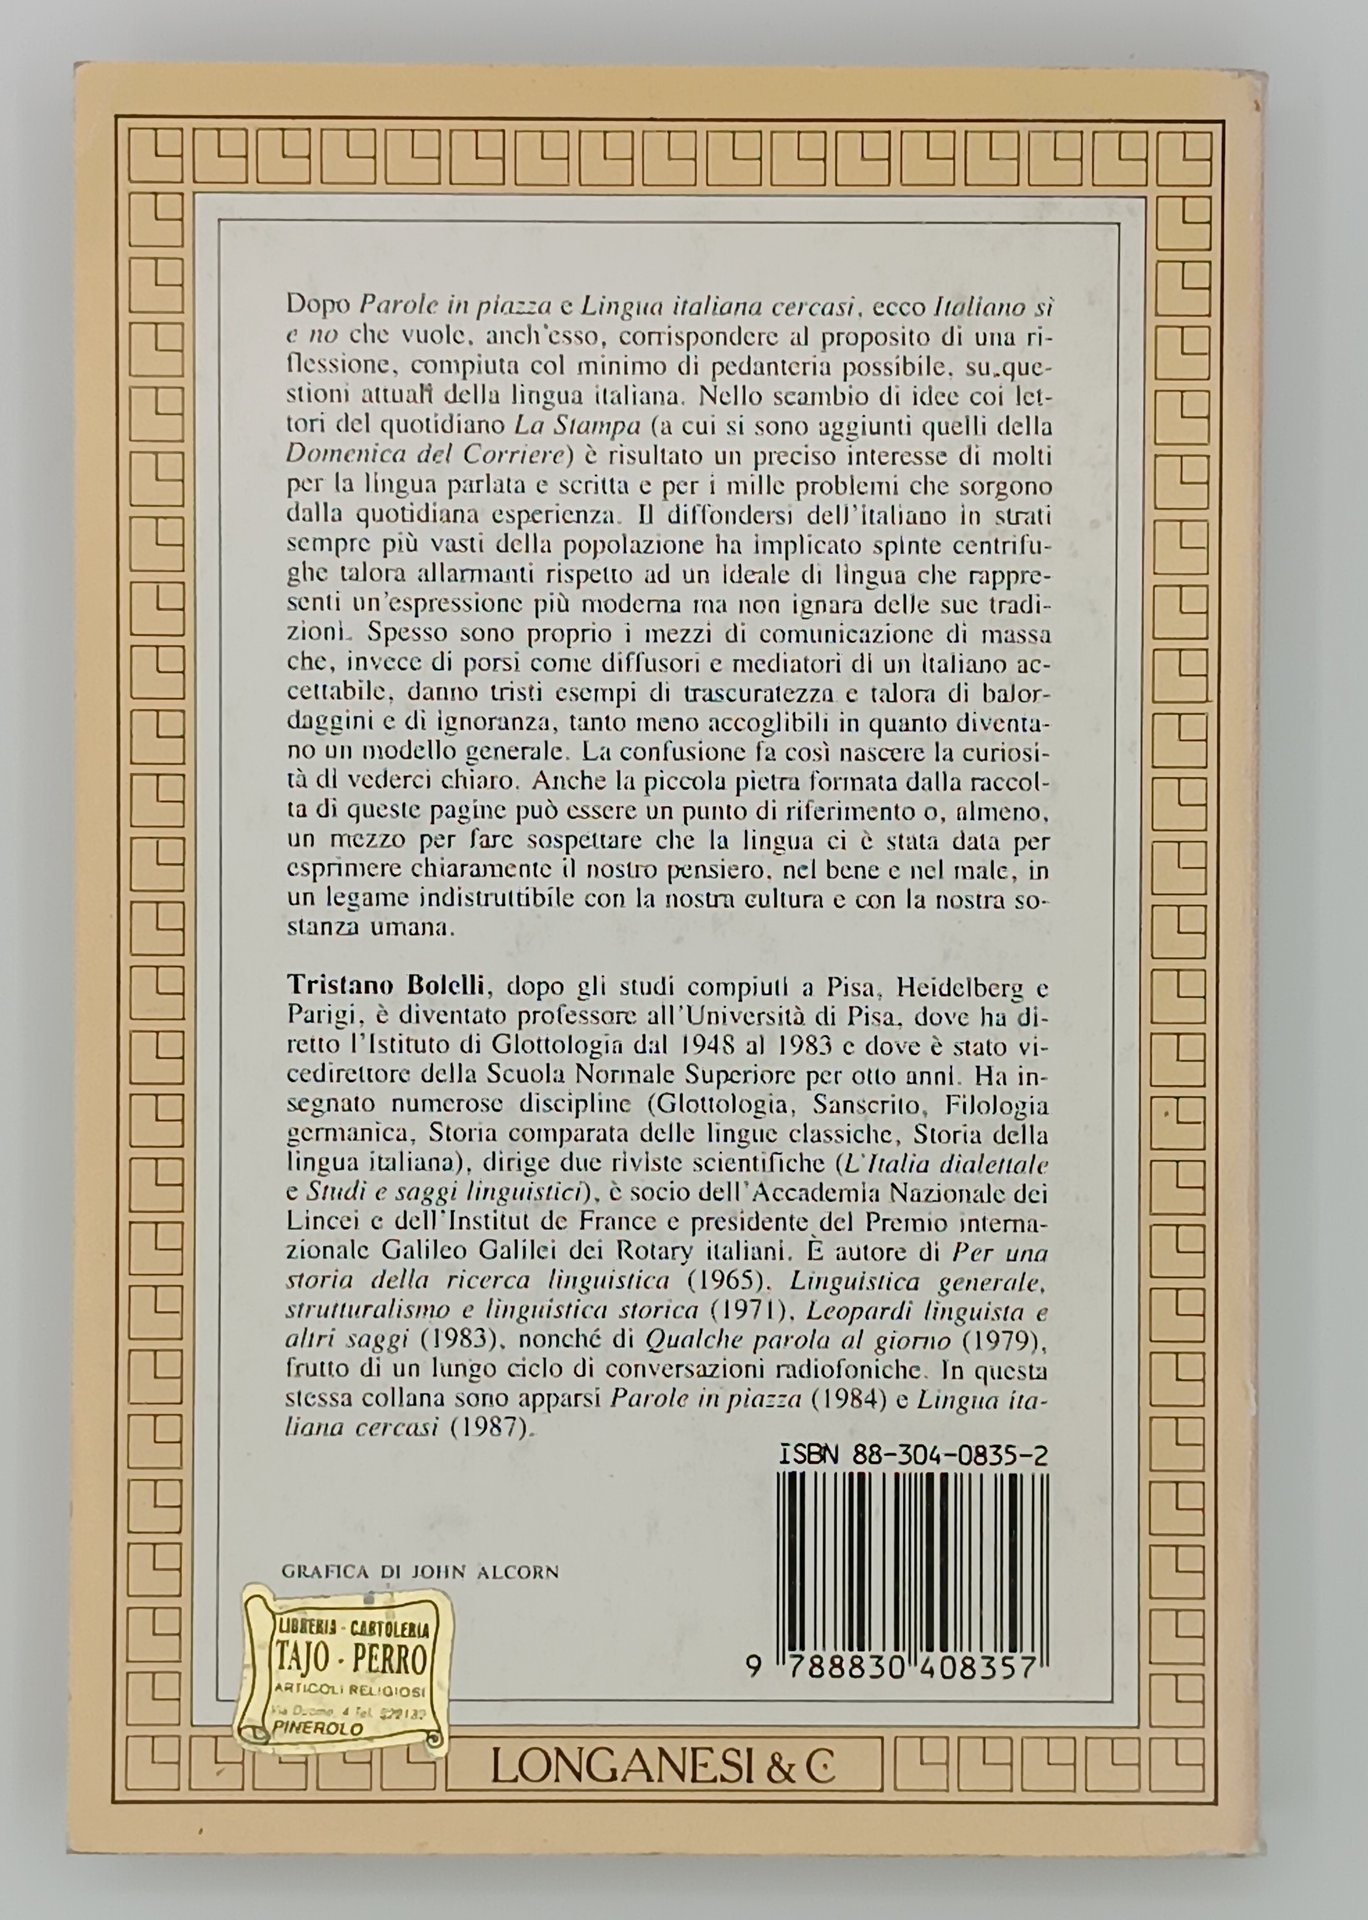 Dopo Parole in piazza e Lingua italiana cercasi, ecco Italiano sì
e no che vuole, anch'esso, corrispondere al proposito di una ri-
flessione, compiuta col minimo di pedanteria possibile, su que-
stioni attuali della lingua italiana. Nello scambio di idee coi let-
tori del quotidiano La Stampa (a cui si sono aggiunti quelli della
Domenica del Corriere) è risultato un preciso interesse di molti
per la lingua parlata e scritta e per i mille problemi che sorgono
dalla quotidiana esperienza. Il diffondersi dell'italiano in strati
sempre più vasti della popolazione ha implicato spinte centrifu-
ghe talora allarmanti rispetto ad un ideale di lingua che rappre-
senti un'espressione più moderna ma non ignara delle sue tradi-
zioni. Spesso sono proprio i mezzi di comunicazione di massa
che, invece di porsi come diffusori e mediatori di un italiano ac-
cettabile, danno tristi esempi di trascuratezza e talora di balor-
daggini e di ignoranza, tanto meno accoglibili in quanto diventa-
no un modello generale. La confusione fa così nascere la curiosi-
tà di vederci chiaro. Anche la piccola pietra formata dalla raccol-
ta di queste pagine può essere un punto di riferimento o, almeno,
un mezzo per fare sospettare che la lingua ci è stata data per
esprimere chiaramente il nostro pensiero, nel bene e nel male, in
un legame indistruttibile con la nostra cultura e con la nostra so-
stanza umana.
Tristano Bolelli, dopo gli studi compiuti a Pisa, Heidelberg e
Parigi, è diventato professore all'Università di Pisa, dove ha di-
retto l'Istituto di Glottologia dal 1948 al 1983 e dove è stato vi-
cedirettore della Scuola Normale Superiore per otto anni. Ha in-
segnato numerose discipline (Glottologia, Sanscrito, Filologia
germanica, Storia comparata delle lingue classiche, Storia della
lingua italiana), dirige due riviste scientifiche (L'Italia dialettale
e Studi e saggi linguistici), è socio dell'Accademia Nazionale dei
Lincei e dell'Institut de France e presidente del Premio interna-
zionale Galileo Galilei dei Rotary italiani. È autore di Per una
storia della ricerca linguistica (1965), Linguistica generale,
strutturalismo e linguistica storica (1971), Leopardi linguista e
altri saggi (1983), nonché di Qualche parola al giorno (1979),
frutto di un lungo ciclo di conversazioni radiofoniche. In questa
stessa collana sono apparsi Parole in piazza (1984) e Lingua ita-
liana cercasi (1987).
ISBN 88-304-0835-2
9 788830 408357
GRAFICA DI JOHN ALCORN
LIBRERIA - CARTOLERIA
TAJO - PERRO
ARTICOLI RELIGIOSI
Via Duomo, 4 Tel.
PINEROLO
LONGANESI & C.